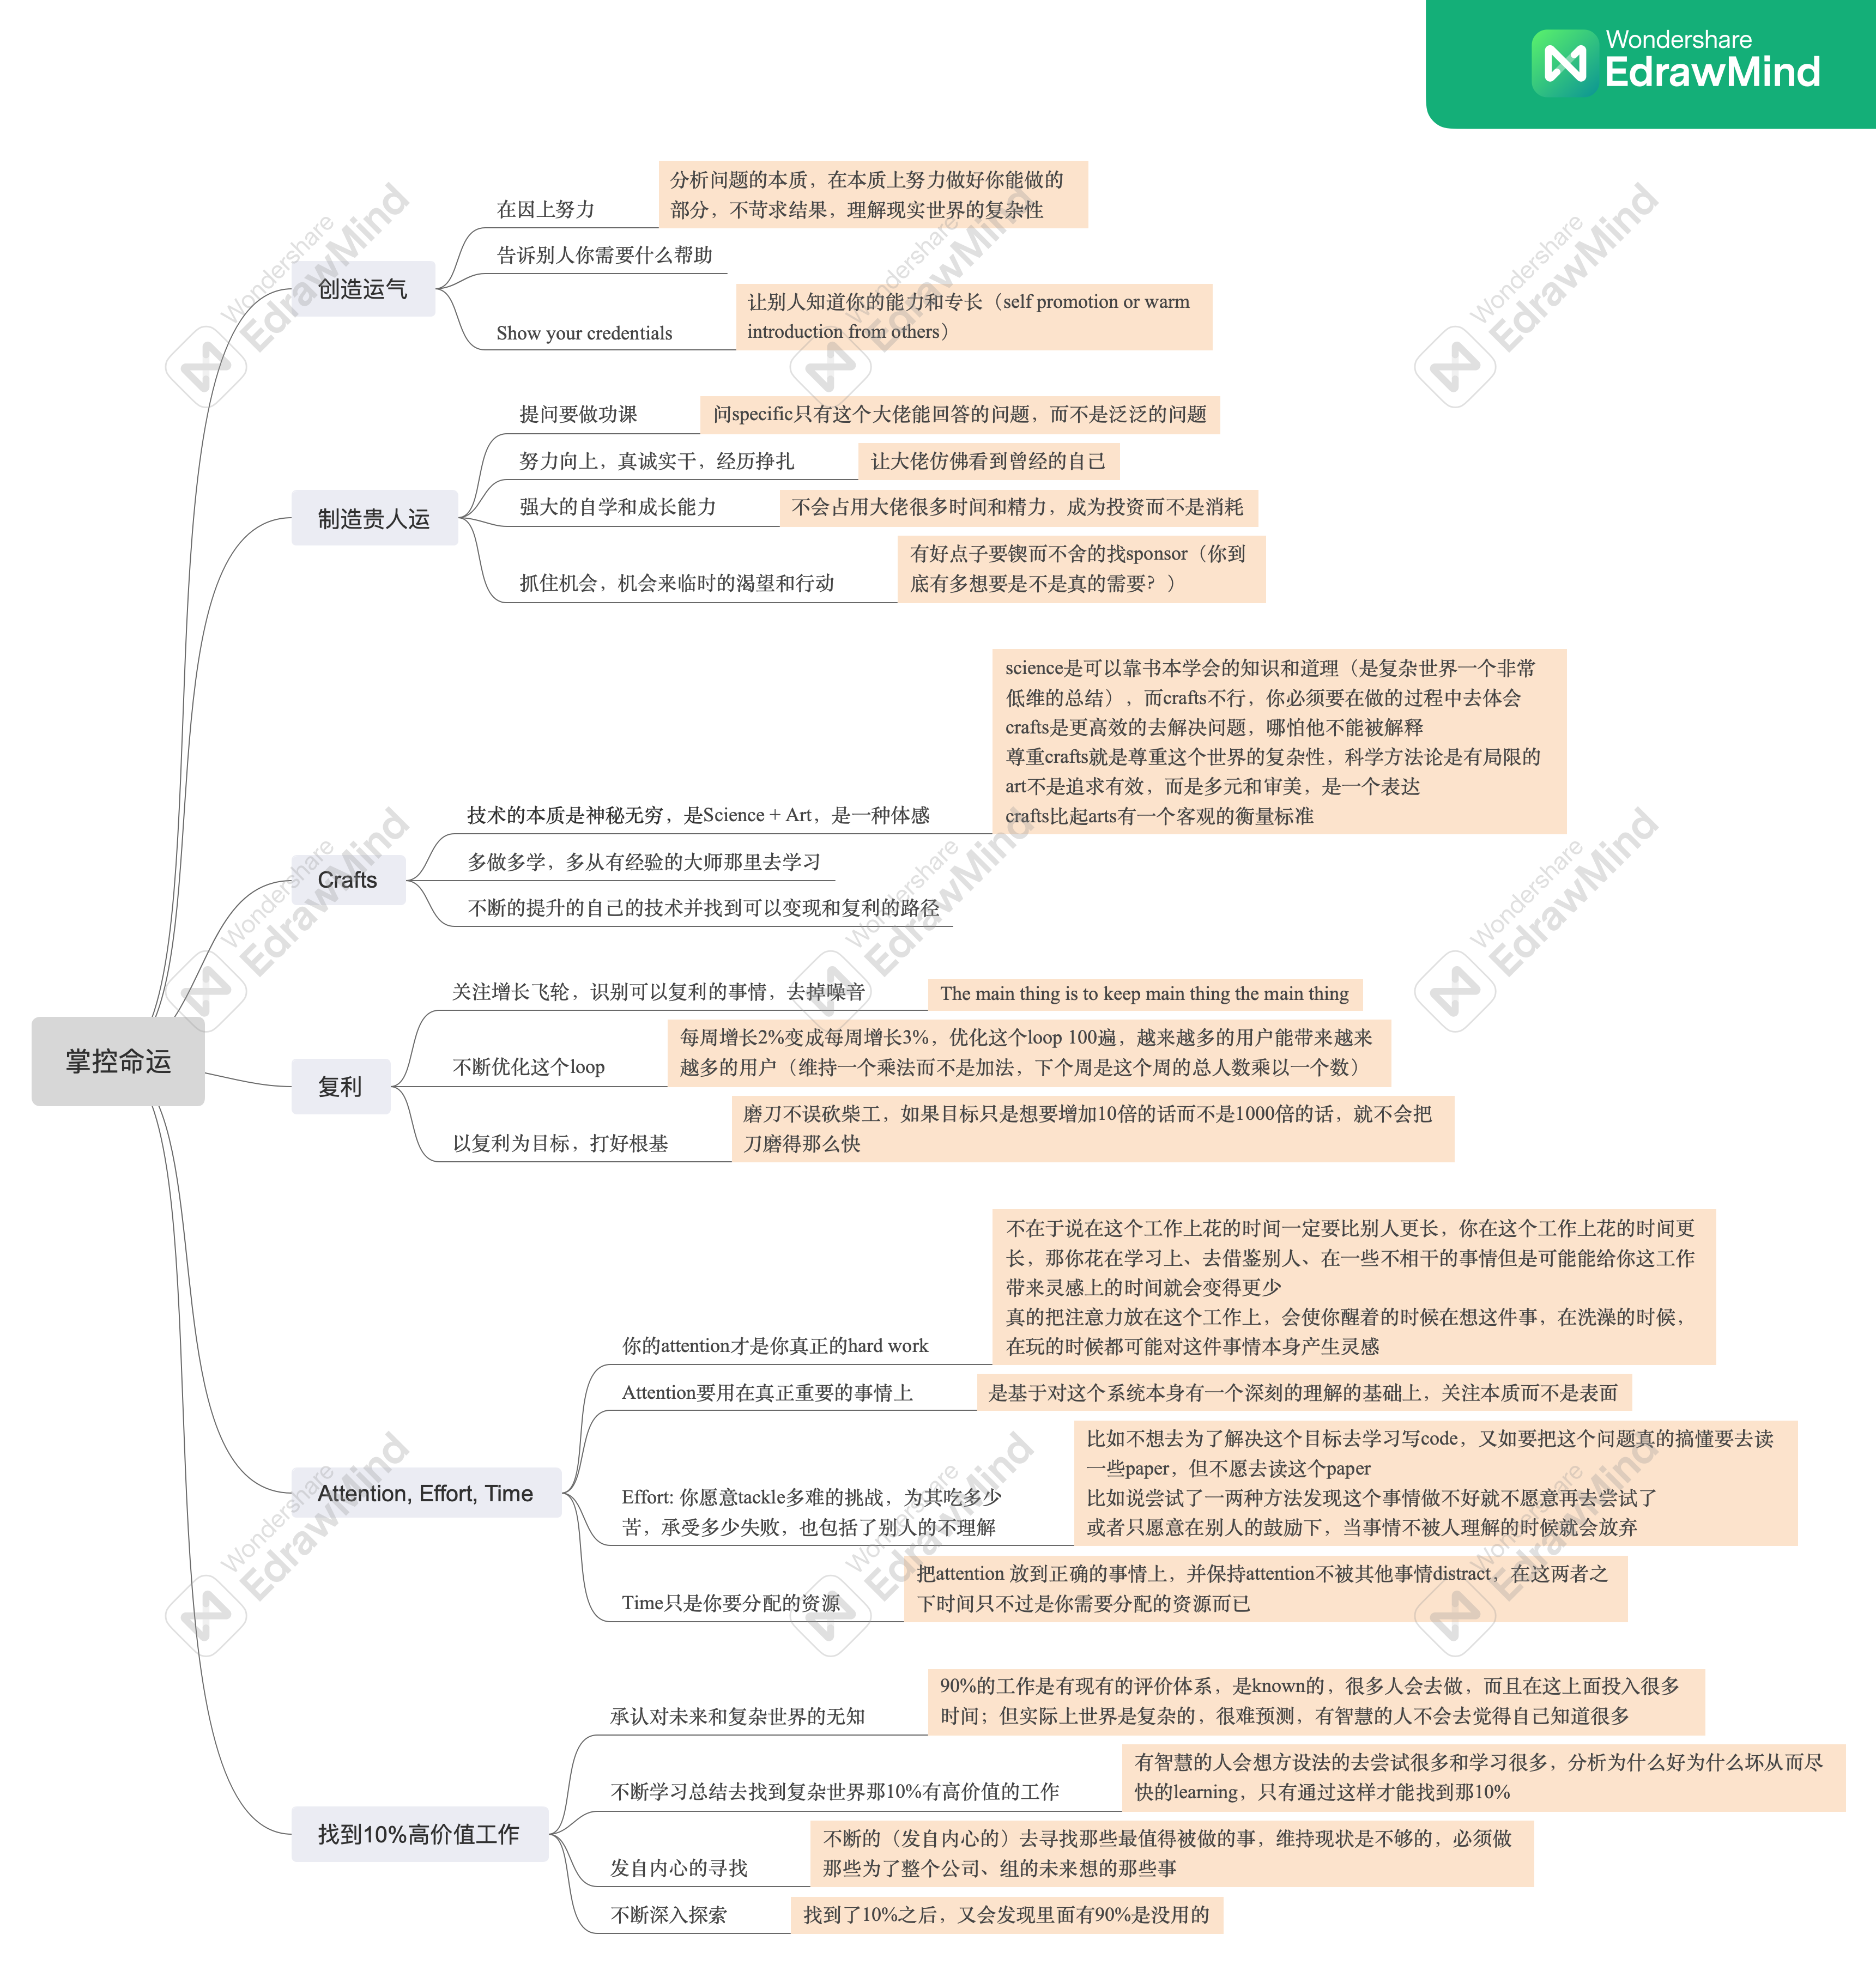 Wondershare
EdrawMind
掌控命运
创造运气
在因上努力
分析问题的本质，在本质上努力做好你能做的
部分，不苛求结果，理解现实世界的复杂性
告诉别人你需要什么帮助
Show your credentials
让别人知道你的能力和专长（self promotion or warm
introduction from others）
制造贵人运
提问要做功课
问specific只有这个大佬能回答的问题，而不是泛泛的问题
努力向上，真诚实干，经历挣扎
让大佬仿佛看到曾经的自己
强大的自学和成长能力
不会占用大佬很多时间和精力，成为投资而不是消耗
抓住机会，机会来临时的渴望和行动
有好点子要锲而不舍的找sponsor（你到
底有多想要是不是真的需要？）
Crafts
技术的本质是神秘无穷，是Science + Art，是一种体感
science是可以靠书本学会的知识和道理（是复杂世界一个非常
低维的总结），而crafts不行，你必须要在做的过程中去体会
crafts是更高效的去解决问题，哪怕他不能被解释
尊重crafts就是尊重这个世界的复杂性，科学方法论是有局限的
art不是追求有效，而是多元和审美，是一个表达
crafts比起arts有一个客观的衡量标准
多做多学，多从有经验的大师那里去学习
不断的提升的自己的技术并找到可以变现和复利的路径
复利
关注增长飞轮，识别可以复利的事情，去掉噪音
The main thing is to keep main thing the main thing
不断优化这个loop
每周增长2%变成每周增长3%，优化这个loop 100遍，越来越多的用户能带来越来
越多的用户（维持一个乘法而不是加法，下个周是这个周的总人数乘以一个数）
以复利为目标，打好根基
磨刀不误砍柴工，如果目标只是想要增加10倍的话而不是1000倍的话，就不会把
刀磨得那么快
Attention, Effort, Time
你的attention才是你真正的hard work
不在于说在这个工作上花的时间一定要比别人更长，你在这个工作上花的时间更
长，那你花在学习上、去借鉴别人、在一些不相干的事情但是可能能给你这工作
带来灵感上的时间就会变得更少
真的把注意力放在这个工作上，会使你醒着的时候在想这件事，在洗澡的时候，
在玩的时候都可能对这件事情本身产生灵感
Attention要用在真正重要的事情上
是基于对这个系统本身有一个深刻的理解的基础上，关注本质而不是表面
Effort: 你愿意tackle多难的挑战，为其吃多少
苦，承受多少失败，也包括了别人的不理解
比如不想去为了解决这个目标去学习写code，又如要把这个问题真的搞懂要去读
一些paper，但不愿去读这个paper
比如说尝试了一两种方法发现这个事情做不好就不愿意再去尝试了
或者只愿意在别人的鼓励下，当事情不被人理解的时候就会放弃
Time只是你要分配的资源
把attention 放到正确的事情上，并保持attention不被其他事情distract，在这两者之
下时间只不过是你需要分配的资源而已
找到10%高价值工作
承认对未来和复杂世界的无知
90%的工作是有现有的评价体系，是known的，很多人会去做，而且在这上面投入很多
时间；但实际上世界是复杂的，很难预测，有智慧的人不会去觉得自己知道很多
不断学习总结去找到复杂世界那10%有高价值的工作
有智慧的人会想方设法的去尝试很多和学习很多，分析为什么好为什么坏从而尽
快的learning，只有通过这样才能找到那10%
发自内心的寻找
不断的（发自内心的）去寻找那些最值得被做的事，维持现状是不够的，必须做
那些为了整个公司、组的未来想的那些事
不断深入探索
找到了10%之后，又会发现里面有90%是没用的